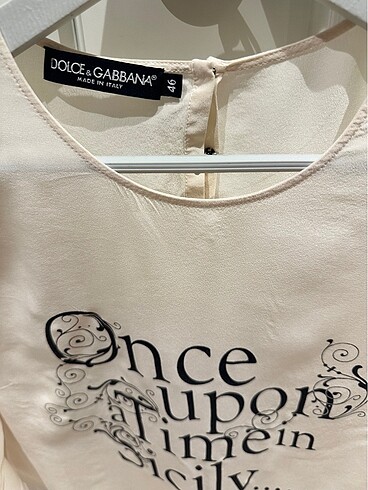 DOLCE & GABBANA®
MADE IN ITALY
46
Once
upon
a Time in
Sicily....